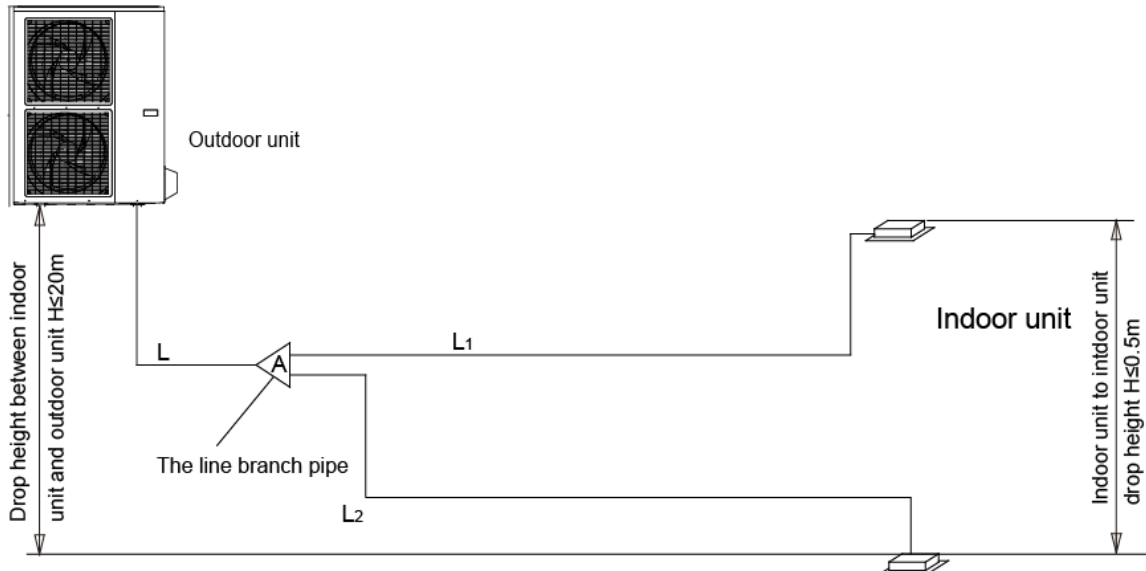 Outdoor unit
Drop height between indoor
unit and outdoor unit H≤20m
L
A
L1
The line branch pipe
L2
Indoor unit
Indoor unit to intdoor unit
drop height H≤0.5m